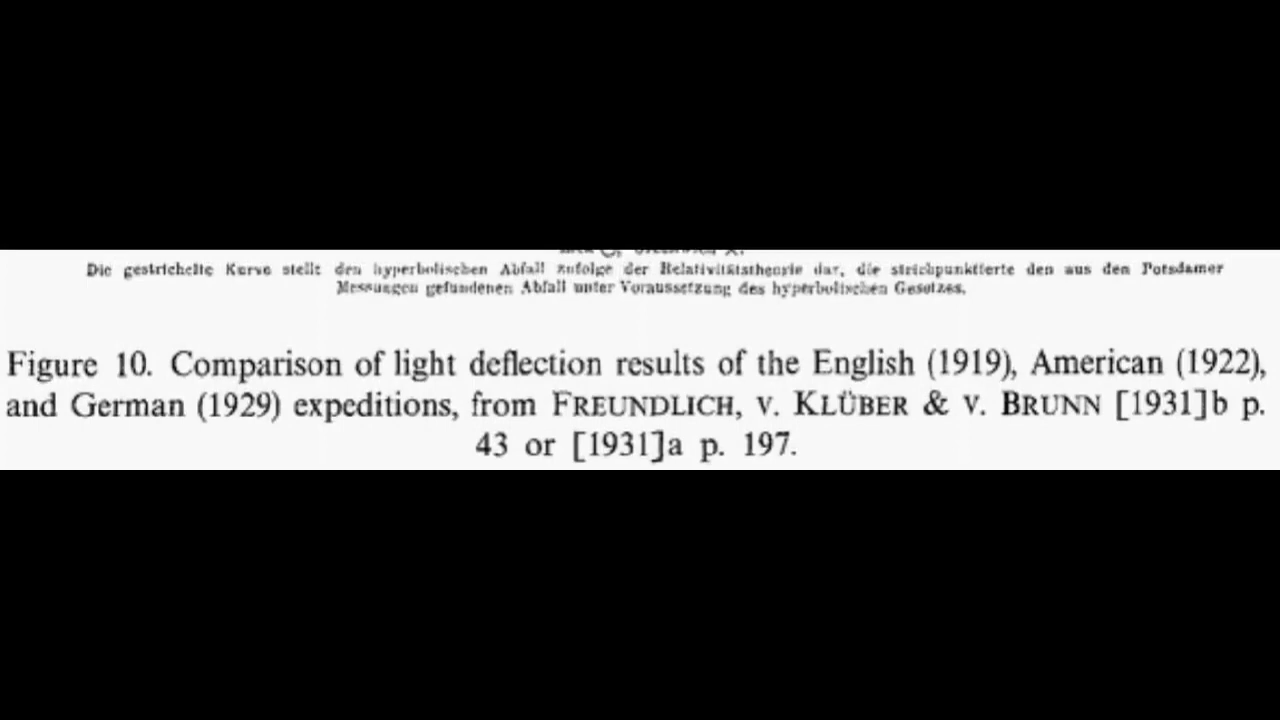 Die gestrichelte Kurve stellt den hyperbolischen Abfall zufolge der Relativitätstheorie dar, die strichpunktierte den aus den Potsdamer
Messungen gefundenen Abfall unter Voraussetzung des hyperbolischen Gesetzes.
Figure 10. Comparison of light deflection results of the English (1919), American (1922),
and German (1929) expeditions, from FREUNDLICH, V. KLÜBER & V. BRUNN [1931]b p.
43 or [1931]a p. 197.